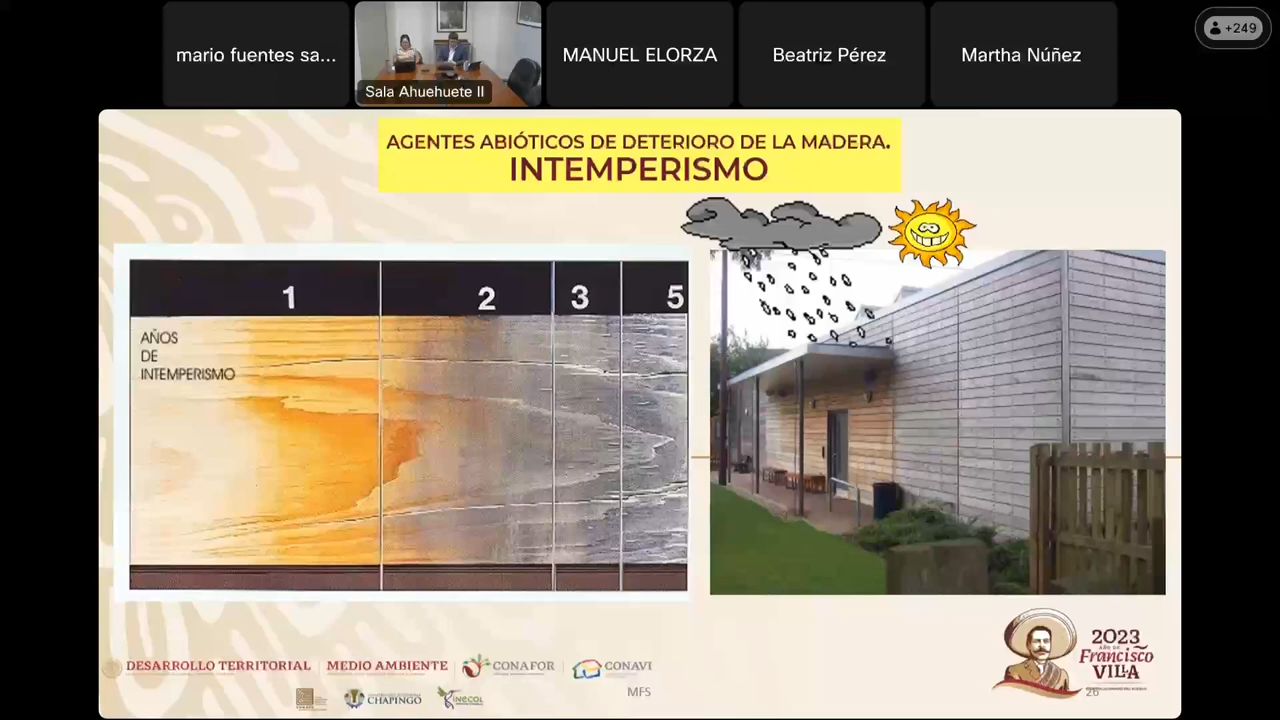 mario fuentes sa...
Sala Ahuehuete II
MANUEL ELORZA
Beatriz Pérez
Martha Núñez
+249
AGENTES ABIÓTICOS DE DETERIORO DE LA MADERA.
INTEMPERISMO
1 2 3 5
AÑOS
DE
INTEMPERISMO
DESARROLLO TERRITORIAL
MEDIO AMBIENTE
CONAFOR
CONAVI
CHAPINGO
INECOL
MFS
2023
AÑO DE
Francisco
VILLA
26